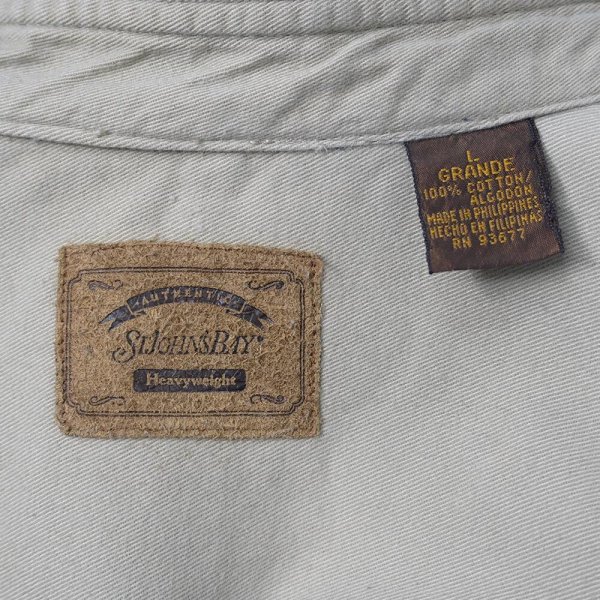 AUTHENTIC
ST. JOHN'S BAY®
Heavyweight
L
GRANDE
100% COTTON/
ALGODON
MADE IN PHILIPPINES
HECHO EN FILIPINAS
RN 93677